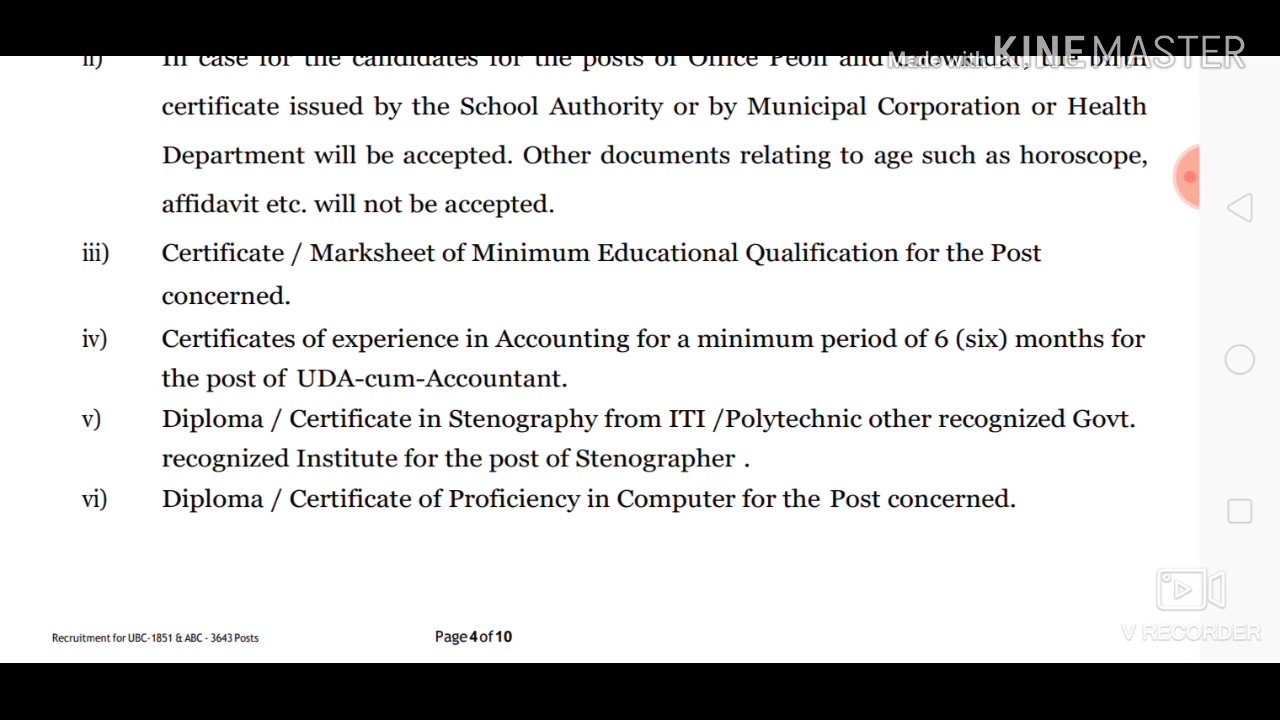 Made with KINEMASTER
ii) In case for the candidates for the posts of Office Peon and
certificate issued by the School Authority or by Municipal Corporation or Health
Department will be accepted. Other documents relating to age such as horoscope,
affidavit etc. will not be accepted.
iii) Certificate / Marksheet of Minimum Educational Qualification for the Post
concerned.
iv) Certificates of experience in Accounting for a minimum period of 6 (six) months for
the post of UDA-cum-Accountant.
v) Diploma / Certificate in Stenography from ITI /Polytechnic other recognized Govt.
recognized Institute for the post of Stenographer .
vi) Diploma / Certificate of Proficiency in Computer for the Post concerned.
V RECORDER
Recruitment for UBC-1851 & ABC - 3643 Posts Page 4 of 10